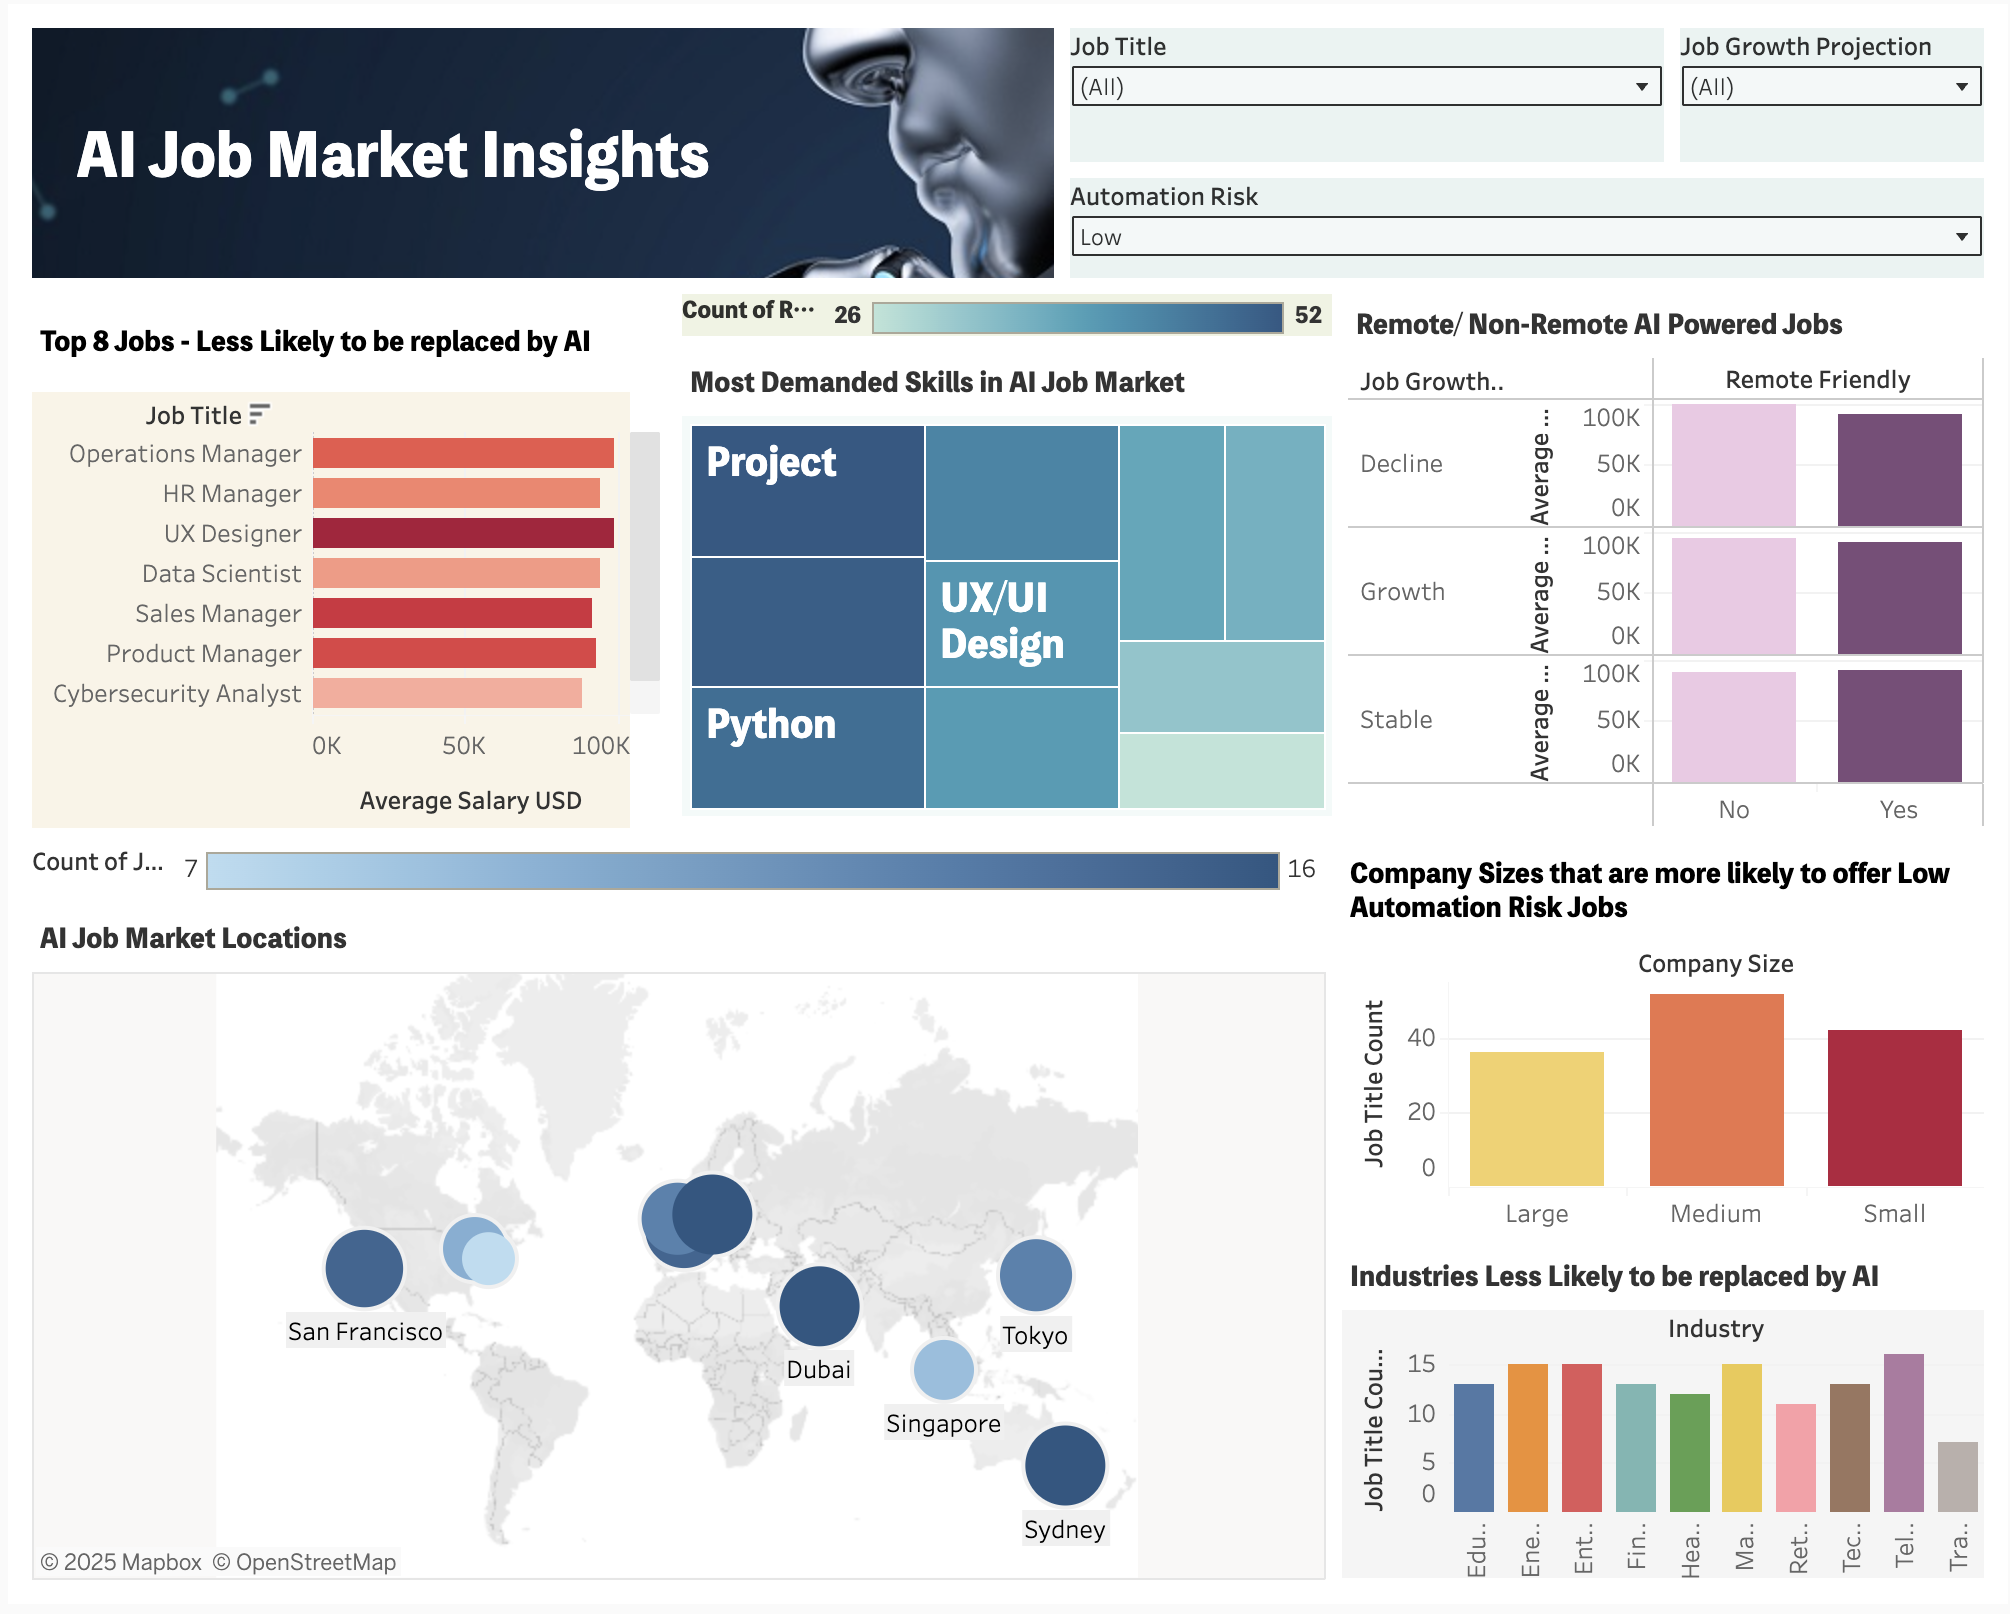 AI Job Market Insights
Job Title
(All)
Job Growth Projection
(All)
Automation Risk
Low
Top 8 Jobs - Less Likely to be replaced by AI
Job Title
Operations Manager
HR Manager
UX Designer
Data Scientist
Sales Manager
Product Manager
Cybersecurity Analyst
0K 50K 100K
Average Salary USD
Count of R··· 26 52
Most Demanded Skills in AI Job Market
Project
UX/UI
Design
Python
Remote/ Non-Remote AI Powered Jobs
Job Growth.. Remote Friendly
Decline
Average ..
100K
50K
0K
Growth
Average ...
100K
50K
0K
Stable
Average ...
100K
50K
0K
No Yes
Count of J... 7 16
AI Job Market Locations
San Francisco
Dubai
Tokyo
Singapore
Sydney
© 2025 Mapbox © OpenStreetMap
Company Sizes that are more likely to offer Low
Automation Risk Jobs
Company Size
Job Title Count
40
20
0
Large Medium Small
Industries Less Likely to be replaced by AI
Industry
Job Title Cou...
15
10
5
0
Edu.. Ene.. Ent.. Fin.. Hea.. Ma.. Ret.. Tec.. Tel.. Tra..